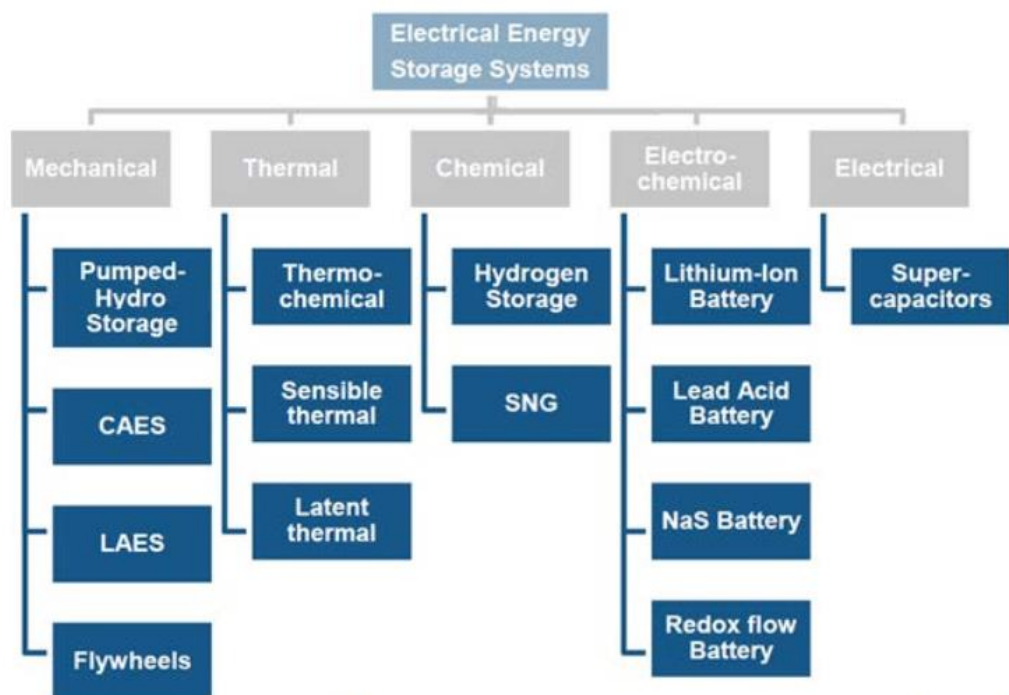 Electrical Energy
Storage Systems
Mechanical
Thermal
Chemical
Electro-
chemical
Electrical
Pumped-
Hydro
Storage
Thermo-
chemical
Hydrogen
Storage
Lithium-Ion
Battery
Super-
capacitors
CAES
Sensible
thermal
SNG
Lead Acid
Battery
LAES
Latent
thermal
NaS Battery
Flywheels
Redox flow
Battery